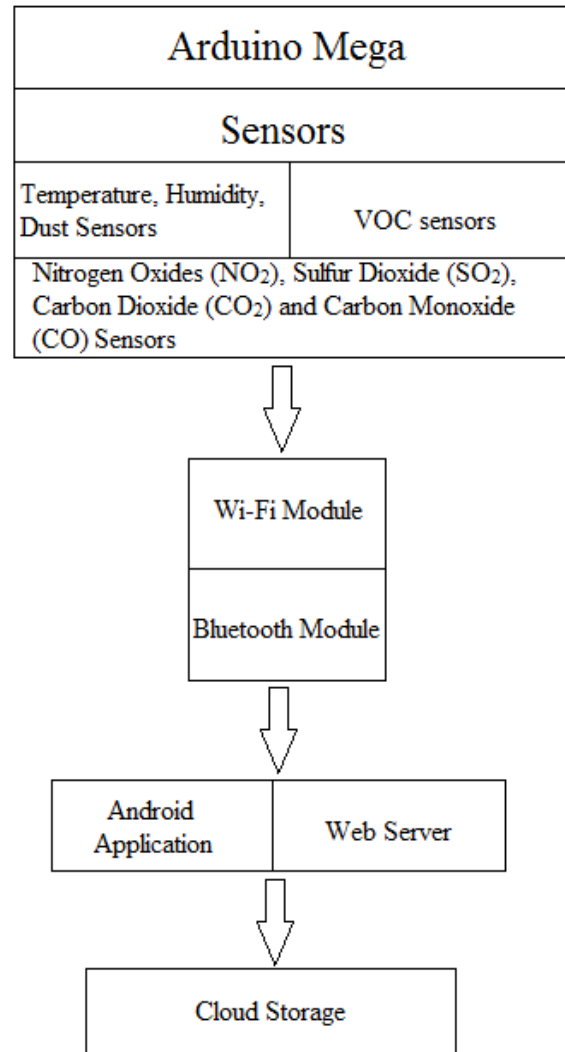 Arduino Mega
Sensors
Temperature, Humidity,
Dust Sensors
VOC sensors
Nitrogen Oxides (NO₂), Sulfur Dioxide (SO₂),
Carbon Dioxide (CO₂) and Carbon Monoxide
(CO) Sensors
Wi-Fi Module
Bluetooth Module
Android
Application
Web Server
Cloud Storage